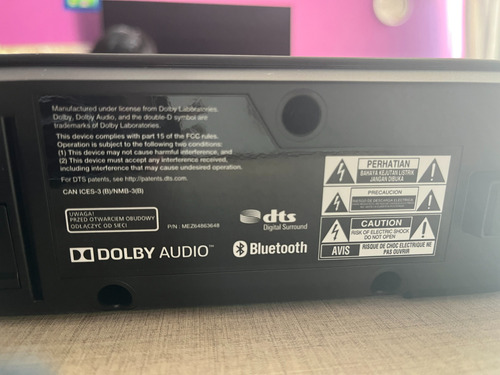 Manufactured under license from Dolby Laboratories.
Dolby, Dolby Audio, and the double-D symbol are
trademarks of Dolby Laboratories.
This device complies with part 15 of the FCC rules.
Operation is subject to the following two conditions:
(1) This device may not cause harmful interference, and
(2) This device must accept any interference received,
including interference that may cause undesired operation.
For DTS patents, see http://patents.dts.com.
CAN ICES-3 (B)/NMB-3(B)
UWAGA!
PRZED OTWARCIEM OBUDOWY
ODŁĄCZYĆ OD SIECI
P/N : MEZ64863648
DOLBY AUDIO™
dts
Digital Surround
Bluetooth
PERHATIAN
BAHAYA KEJUTAN LISTRIK
JANGAN DIBUKA
PRECAUCION
RIESGO DE DESCARGA ELECTRICA
CAUTION
RISK OF ELECTRIC SHOCK
DO NOT OPEN
AVIS
RISQUE DE CHOC ELECTRIQUE NE
PAS OUVRIR